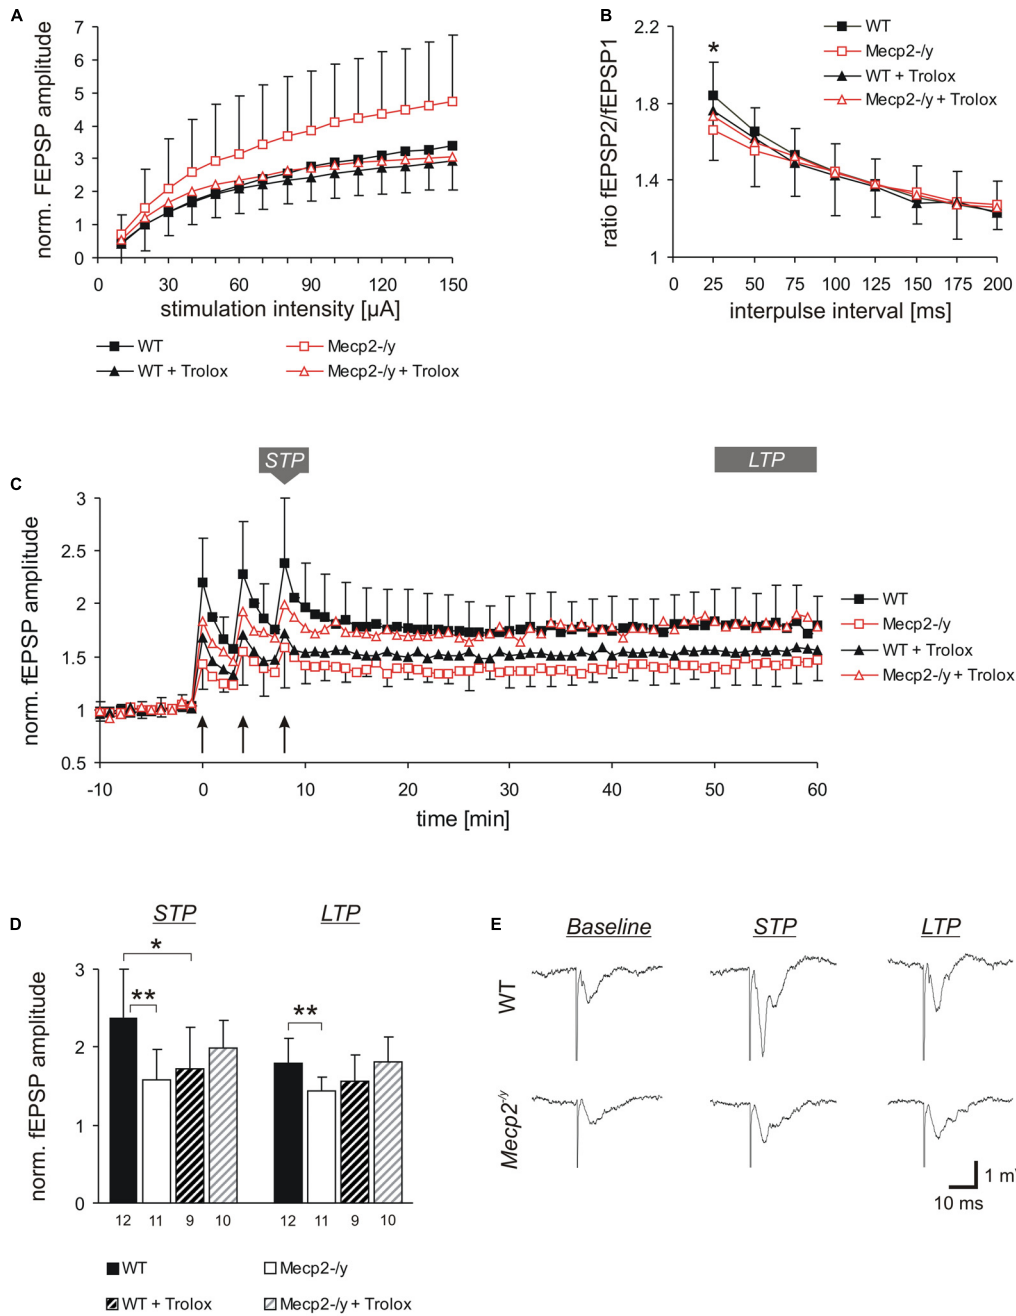 A
norm. FEPSP amplitude
7
6
5
4
3
2
1
0
0 30 60 90 120 150
stimulation intensity [µA]
WT
Mecp2-/y
WT + Trolox
Mecp2-/y + Trolox
B
ratio fEPSP2/fEPSP1
2.2
1.8
1.4
1
*
WT
Mecp2-/y
WT + Trolox
Mecp2-/y + Trolox
0 25 50 75 100 125 150 175 200
interpulse interval [ms]
STP
LTP
C
norm. fEPSP amplitude
3
2.5
2
1.5
1
0.5
-10 0 10 20 30 40 50 60
time [min]
WT
Mecp2-/y
WT + Trolox
Mecp2-/y + Trolox
D
STP LTP
norm. fEPSP amplitude
3
2
1
0
*
**
**
12 11 9 10 12 11 9 10
WT
Mecp2-/y
WT + Trolox
Mecp2-/y + Trolox
E
Baseline STP LTP
WT
Mecp2-/y
1 m
10 ms